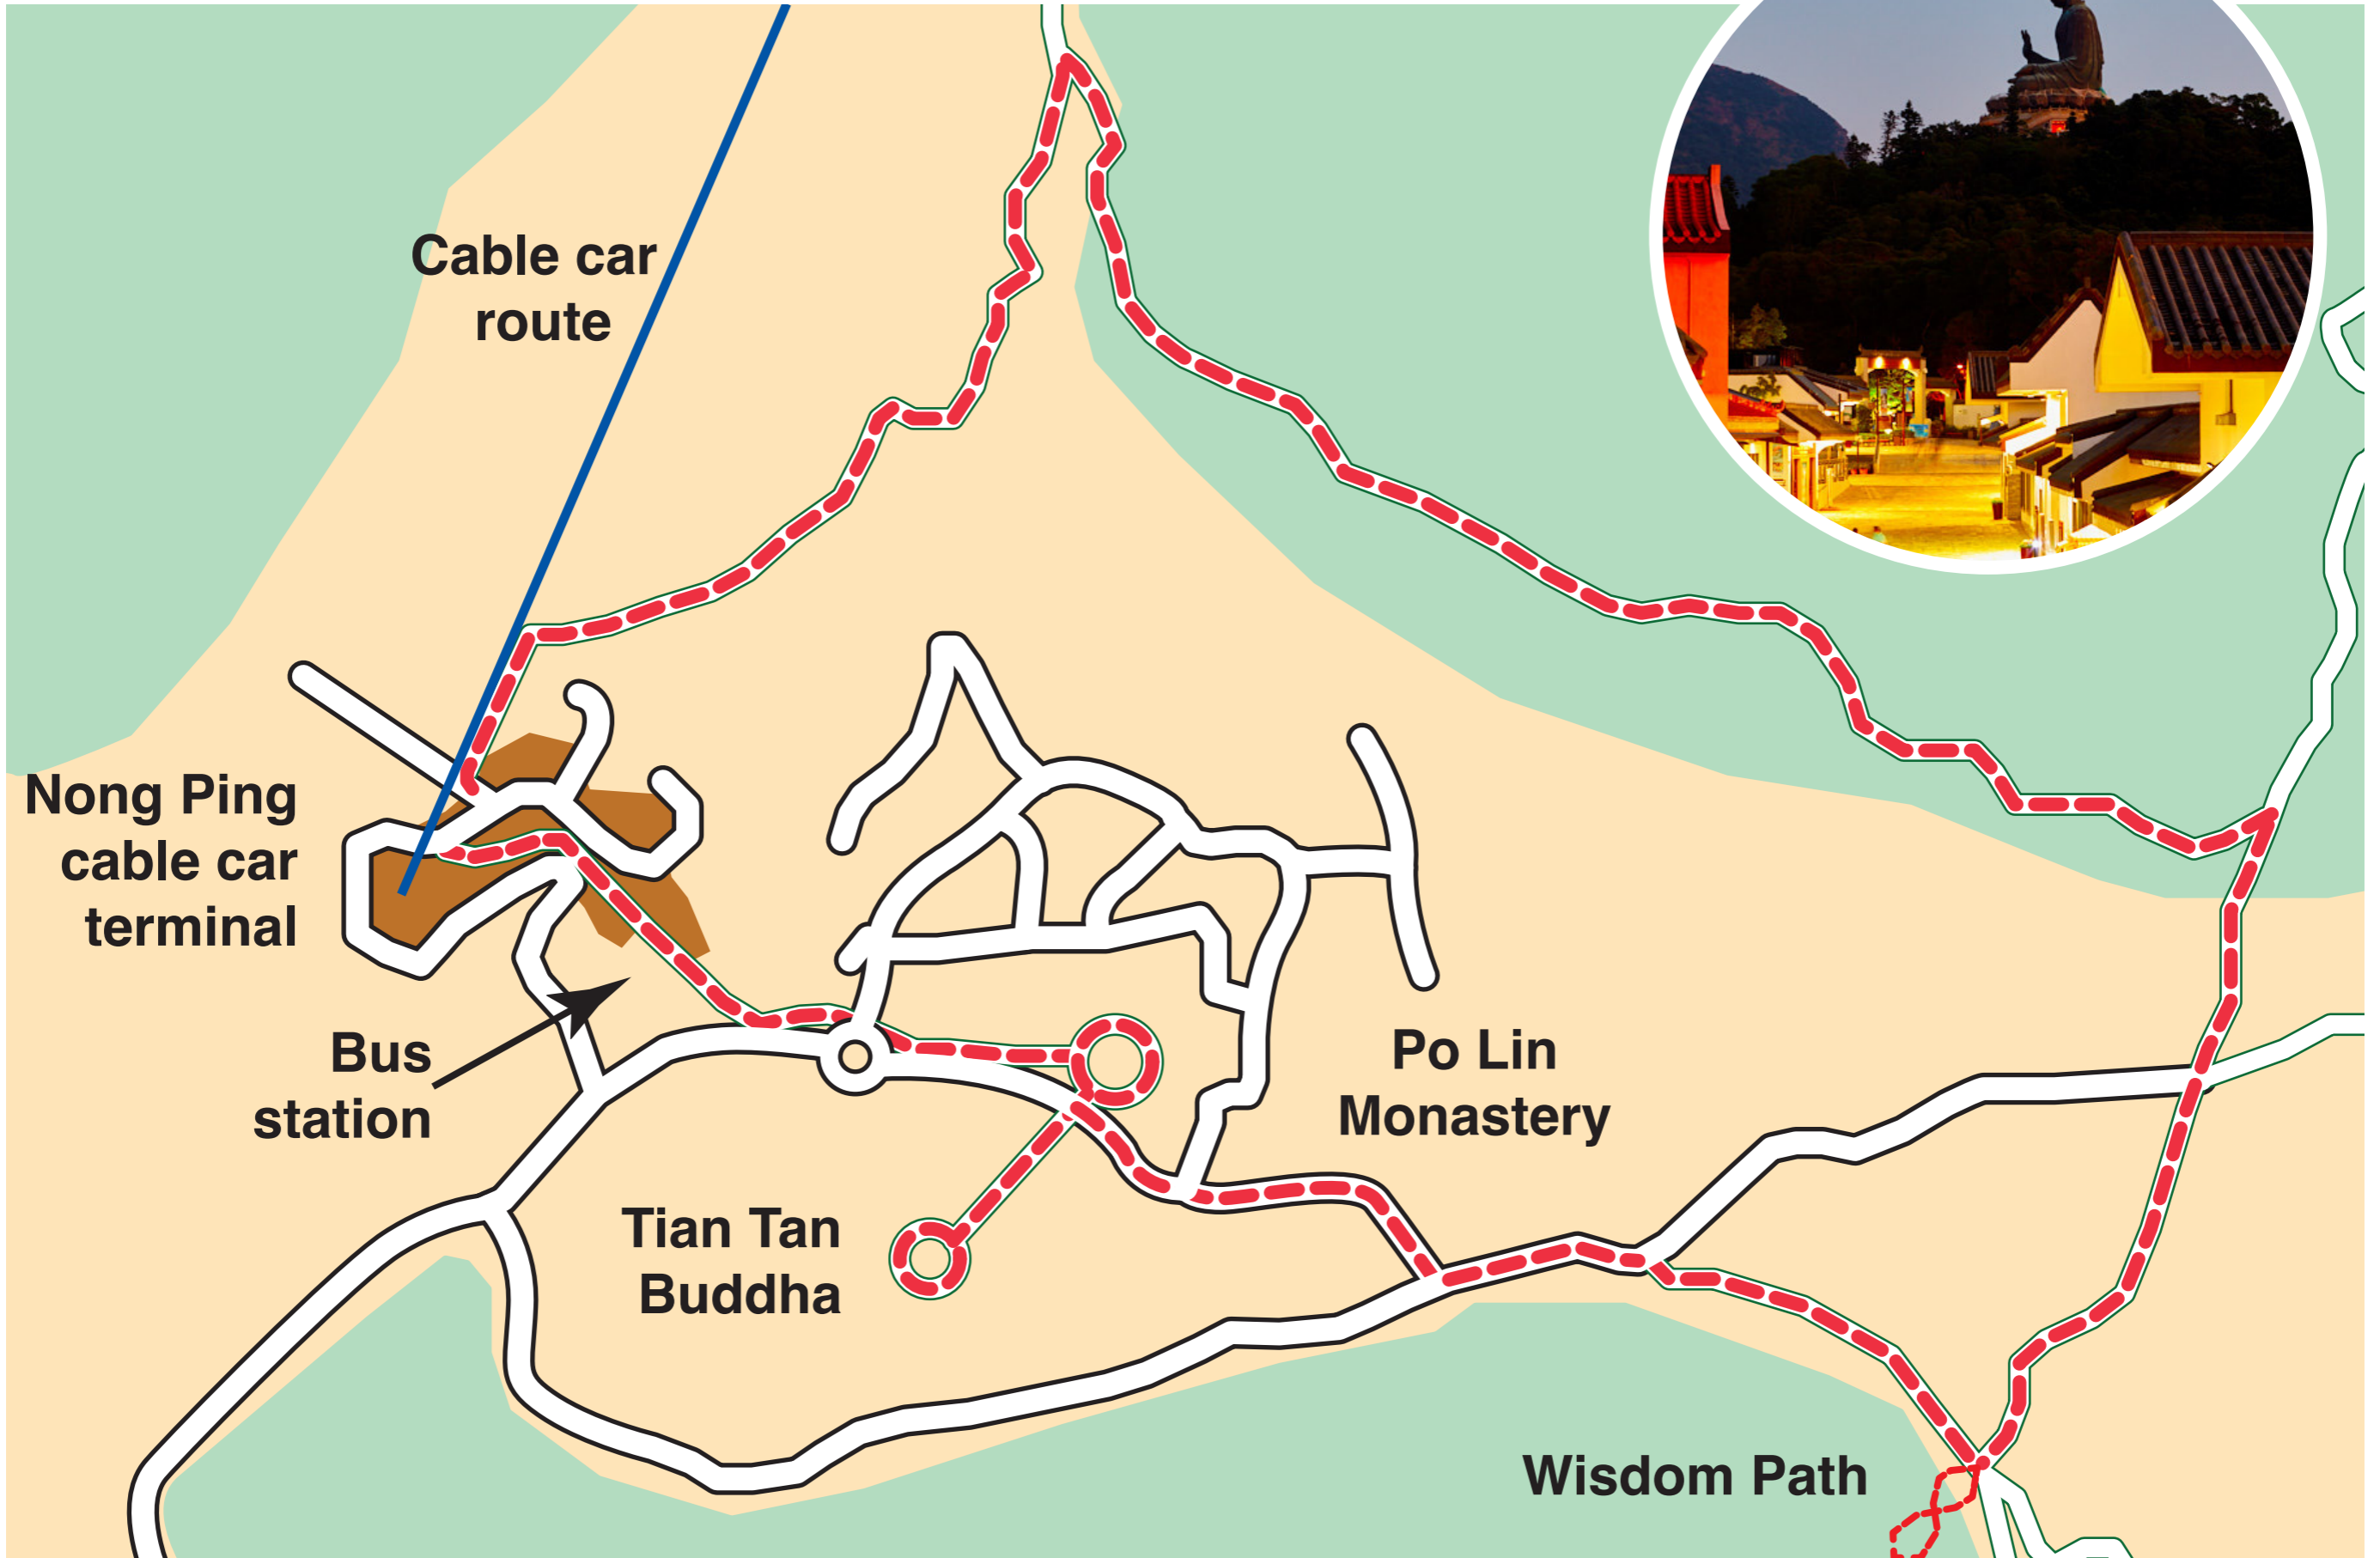 Cable car
route
Nong Ping
cable car
terminal
Bus
station
Po Lin
Monastery
Tian Tan
Buddha
Wisdom Path